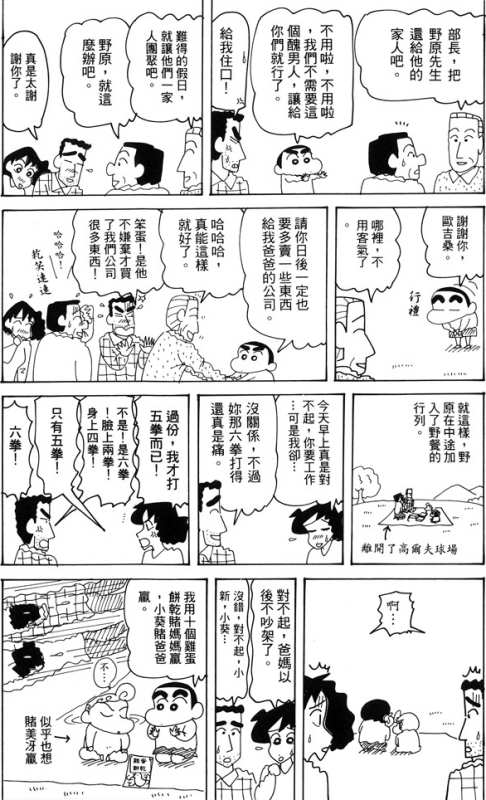 部長，把
野原先生
還給他的
家人吧。
不用啦，不用啦
，我們不需要這
個醜男人，讓給
你們就行了。
給我住口！
難得的假日，
就讓他們一家
人團聚吧。
野原，就這
麼辦吧。
真是太謝
謝你了。
謝謝你，
歐吉桑。
行禮
哪裡，不
用客氣了
請你日後一定也
要多賣一些東西
給我爸爸的公司。
哈哈哈，
真能這樣
就好了。
笨蛋！是他
不嫌棄才買
了我們公司
很多東西！
哈哈哈！
乾笑連連
就這樣，野
原在中途加
入了野餐的
行列。
離開了高爾夫球場
今天早上真是對
不起，你要工作
…可是我卻…
沒關係，不過
妳那六拳打得
還真是痛。
過份，我才打
五拳而已！
不是！是六拳
！臉上兩拳！
身上四拳！
只有五拳！
六拳！
啊…
對不起，爸媽以
後不吵架了。
沒錯，對不起，小
新，小葵…
我用十個雞蛋
餅乾賭媽媽贏
，小葵賭爸爸
贏。
不…
似乎也想
賭美冴贏
雞蛋
餅乾